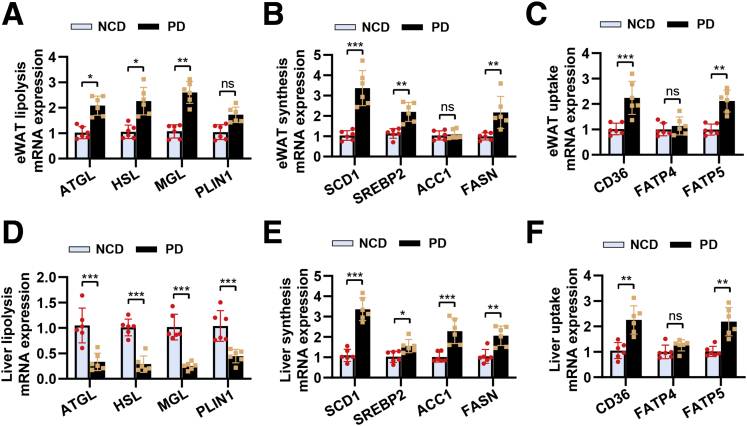 A
NCD PD
eWAT lipolysis
mRNA expression
4
3
2
1
0
* * ** ns
ATGL HSL MGL PLIN1
B
NCD PD
eWAT synthesis
mRNA expression
6
5
4
3
2
1
0
*** ** ns **
SCD1 SREBP2 ACC1 FASN
C
NCD PD
eWAT uptake
mRNA expression
5
4
3
2
1
0
*** ns **
CD36 FATP4 FATP5
D
NCD PD
Liver lipolysis
mRNA expression
2.0
1.5
1.0
0.5
0.0
*** *** *** ***
ATGL HSL MGL PLIN1
E
NCD PD
Liver synthesis
mRNA expression
5
4
3
2
1
0
*** * *** **
SCD1 SREBP2 ACC1 FASN
F
NCD PD
Liver uptake
mRNA expression
4
3
2
1
0
** ns **
CD36 FATP4 FATP5